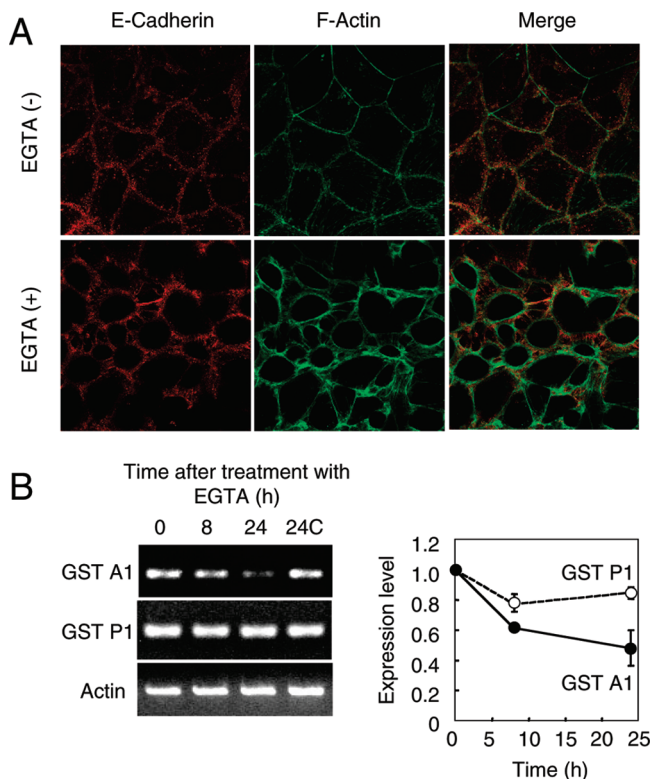 A
E-Cadherin F-Actin Merge
EGTA (-)
EGTA (+)
B
Time after treatment with
EGTA (h)
0 8 24 24C
GST A1
GST P1
Actin
1.2
1.0
0.8
0.6
0.4
0.2
0
Expression level
GST P1
GST A1
0 5 10 15 20 25
Time (h)